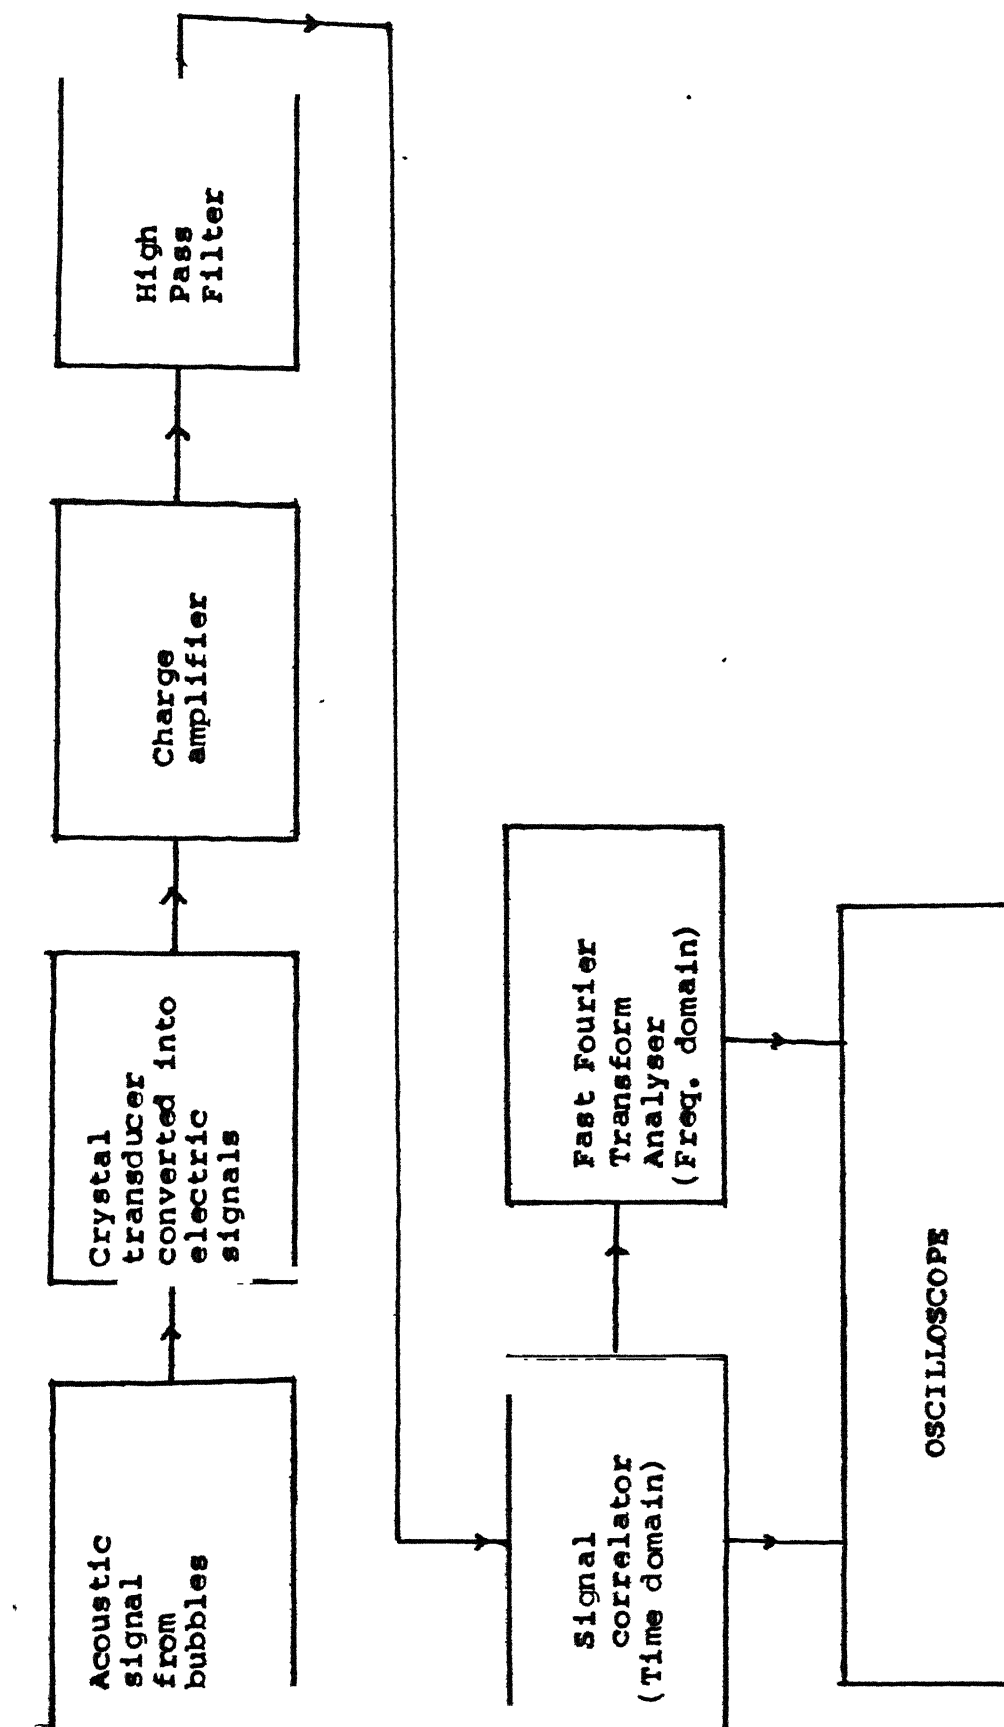 Acoustic
signal
from
bubbles
Crystal
transducer
converted into
electric
signals
Charge
amplifier
High
Pass
Filter
Signal
correlator
(Time domain)
Fast Fourier
Transform
Analyser
(Freq. domain)
OSCILLOSCOPE